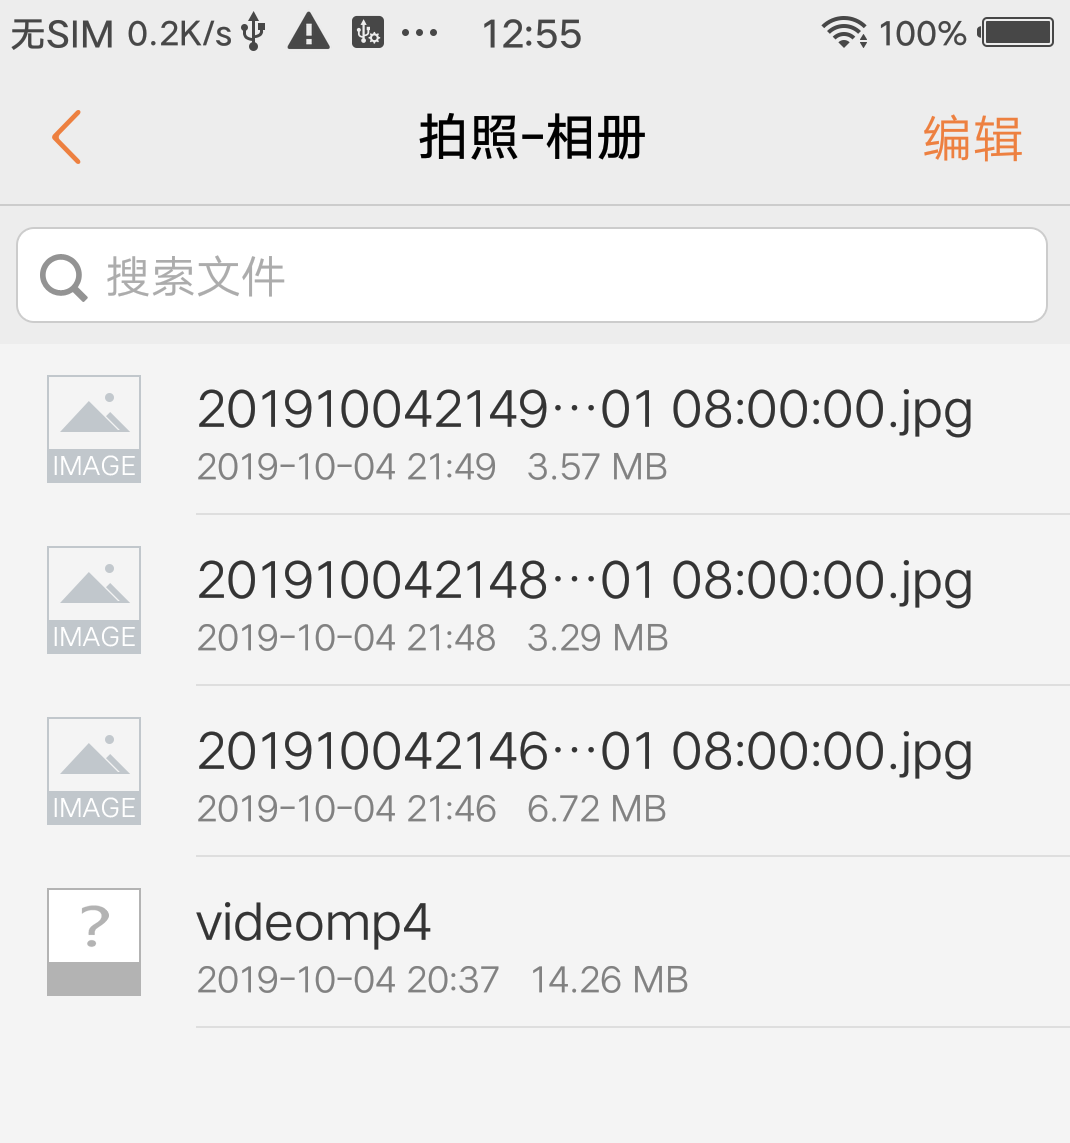 无SIM 0.2K/s ··· 12:55 100%
拍照-相册 编辑
搜索文件
201910042149···01 08:00:00.jpg
IMAGE
2019-10-04 21:49 3.57 MB
201910042148···01 08:00:00.jpg
IMAGE
2019-10-04 21:48 3.29 MB
201910042146···01 08:00:00.jpg
IMAGE
2019-10-04 21:46 6.72 MB
?
videomp4
2019-10-04 20:37 14.26 MB